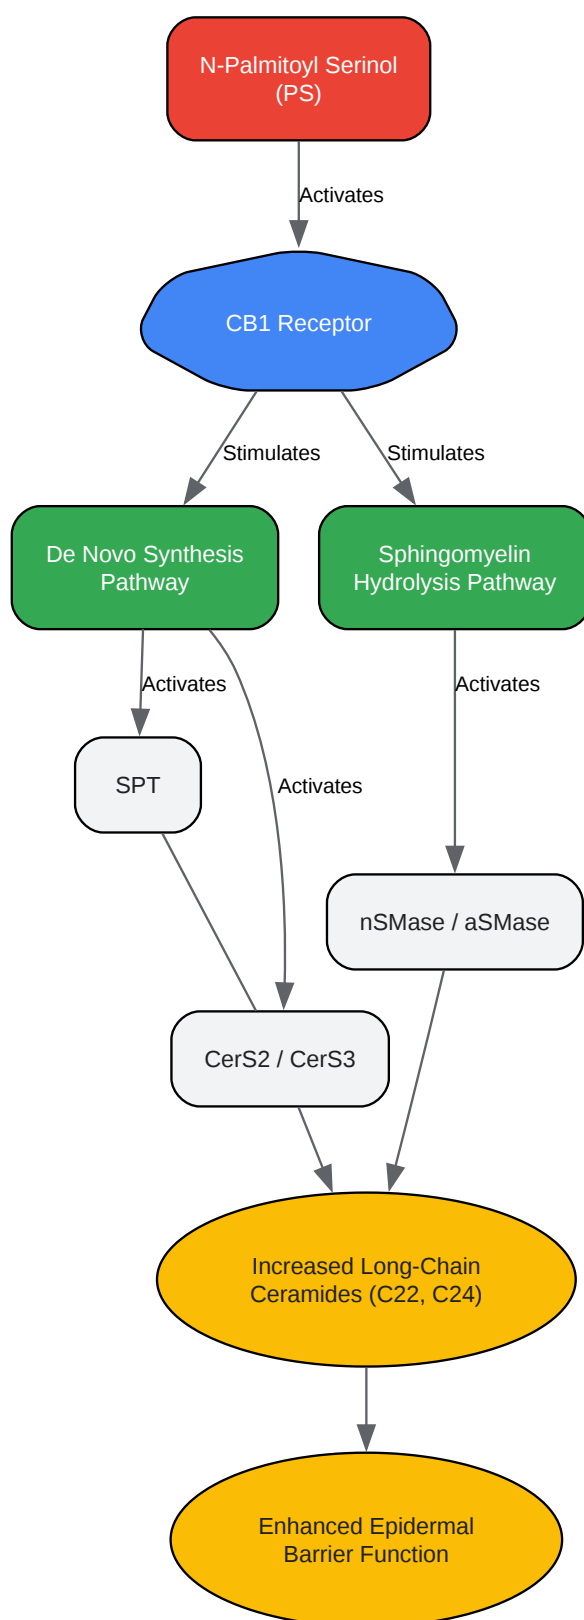 N-Palmitoyl Serinol
(PS)
Activates
CB1 Receptor
Stimulates
Stimulates
De Novo Synthesis
Pathway
Sphingomyelin
Hydrolysis Pathway
Activates
Activates
SPT
Activates
nSMase / aSMase
CerS2 / CerS3
Increased Long-Chain
Ceramides (C22, C24)
Enhanced Epidermal
Barrier Function